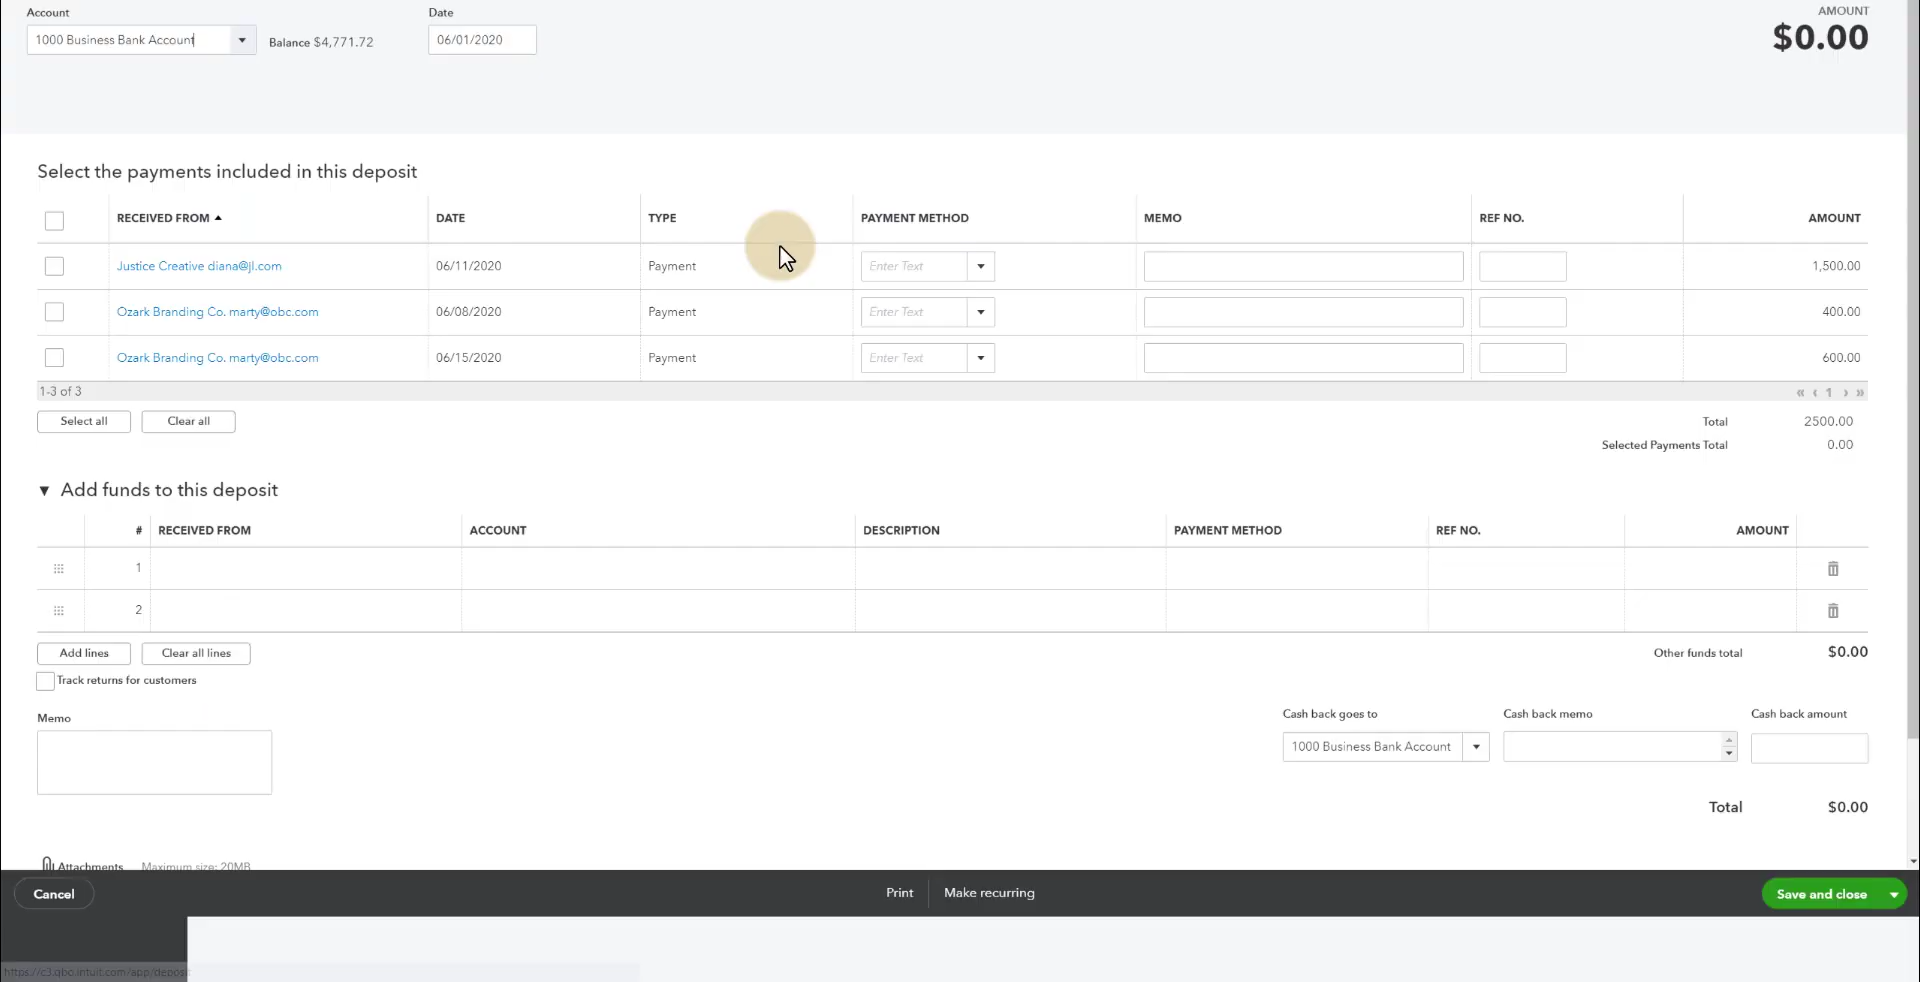 Account
Date
AMOUNT
1000 Business Bank Account
Balance $4,771.72
06/01/2020
$0.00
Select the payments included in this deposit
RECEIVED FROM DATE TYPE PAYMENT METHOD MEMO REF NO. AMOUNT
Justice Creative diana@jl.com 06/11/2020 Payment Enter Text 1,500.00
Ozark Branding Co. marty@obc.com 06/08/2020 Payment Enter Text 400.00
Ozark Branding Co. marty@obc.com 06/15/2020 Payment Enter Text 600.00
1-3 of 3 « ‹ 1 › »
Select all Clear all Total 2500.00
Selected Payments Total 0.00
Add funds to this deposit
# RECEIVED FROM ACCOUNT DESCRIPTION PAYMENT METHOD REF NO. AMOUNT
1
2
Add lines Clear all lines Other funds total $0.00
Track returns for customers
Memo Cash back goes to Cash back memo Cash back amount
1000 Business Bank Account
Total $0.00
Attachments Maximum size: 20MB
Cancel Print Make recurring Save and close
https://c3.qbo.intuit.com/app/deposit